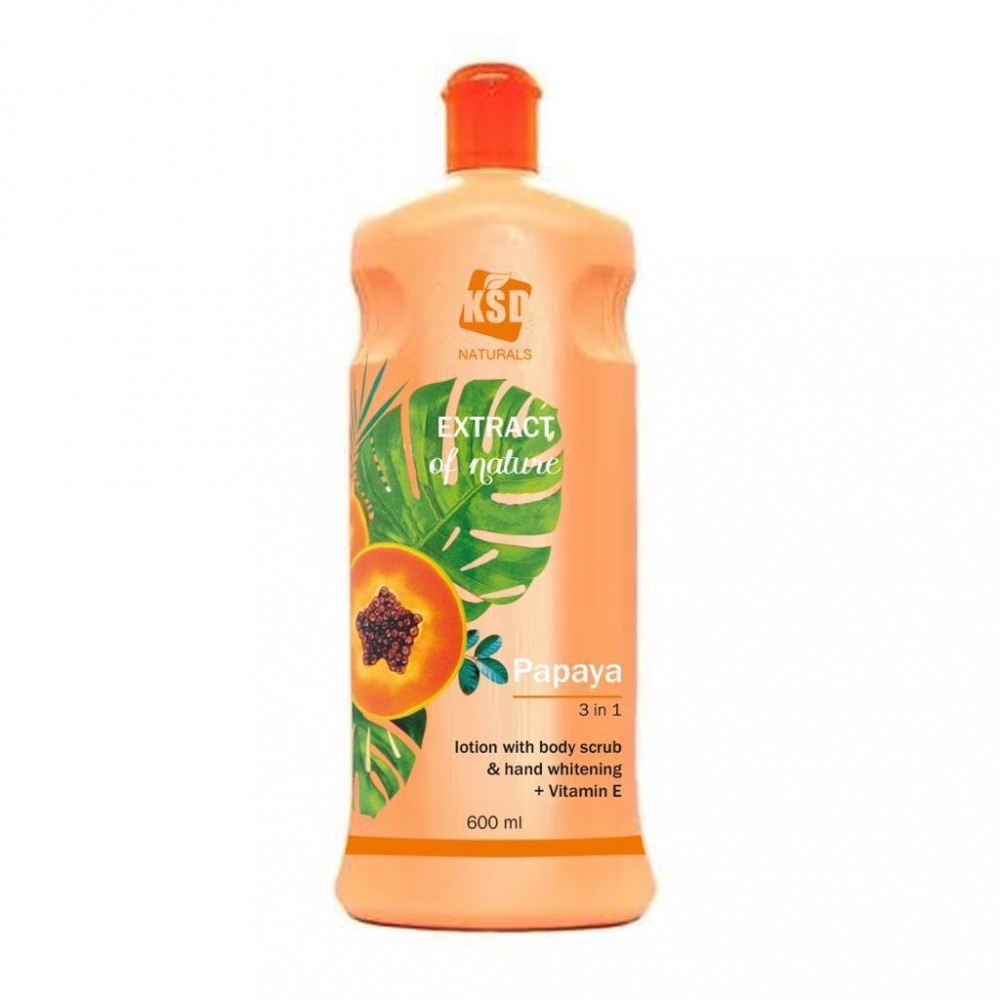 KSD
NATURALS
EXTRACT
of nature
Papaya
3 in 1
lotion with body scrub
& hand whitening
+ Vitamin E
600 ml